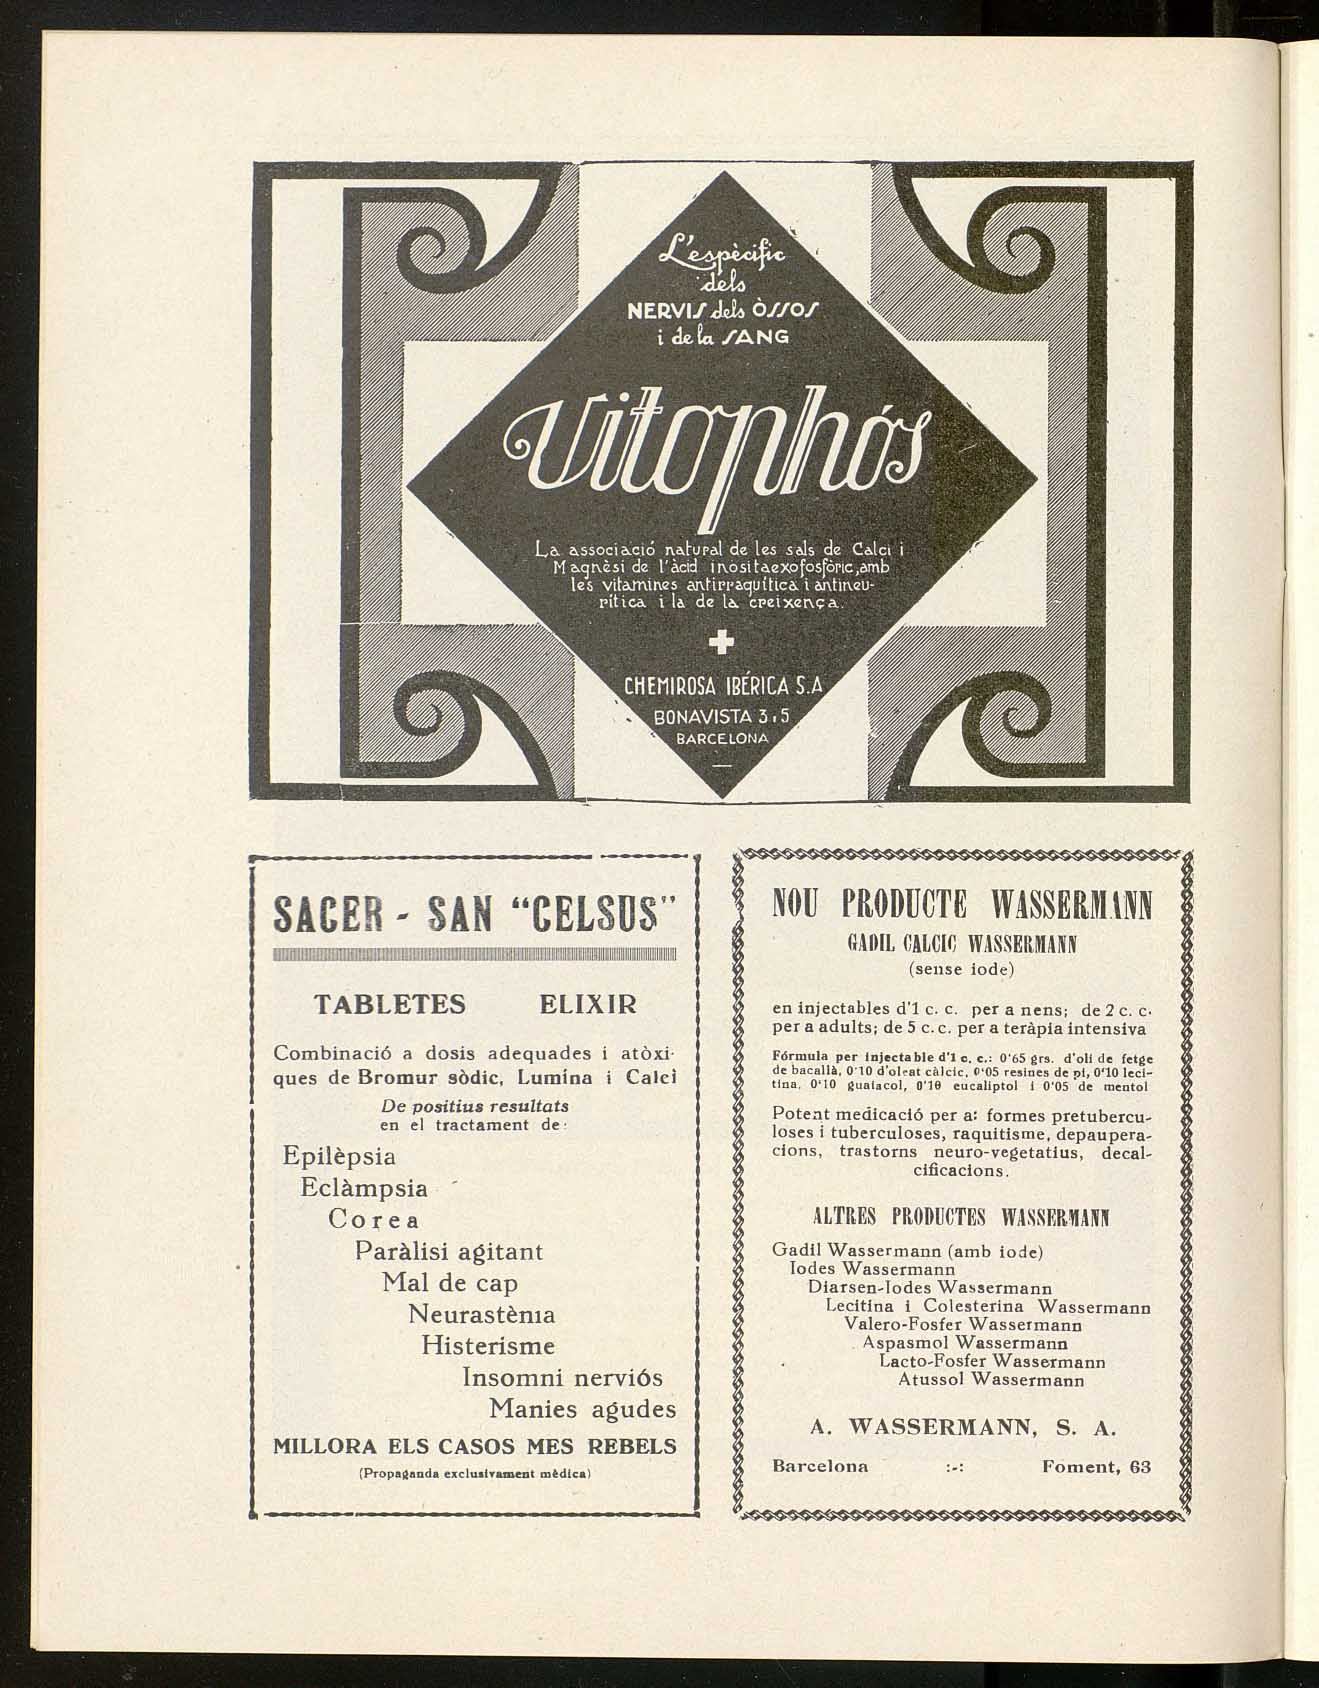 L'espècific
dels
NERVIS dels ÒSSOS
i de la SANG
Vitophós
La associació natural de les sals de Calci i
Magnèsi de l'àcid inositaexofosfòric, amb
les vitamines antirraquítica i antineu-
rítica i la de la creixença.
CHEMIROSA IBÉRICA S.A
BONAVISTA 3 i 5
BARCELONA
SACER - SAN "CELSUS"
TABLETES ELIXIR
Combinació a dosis adequades i atòxi-
ques de Bromur sòdic, Lumina i Calci
De positius resultats
en el tractament de:
Epilèpsia
Eclàmpsia
Corea
Paràlisi agitant
Mal de cap
Neurastènia
Histerisme
Insomni nerviós
Manies agudes
MILLORA ELS CASOS MES REBELS
(Propaganda exclusivament mèdica)
NOU PRODUCTE WASSERMANN
GADIL CALCIC WASSERMANN
(sense iode)
en injectables d'1 c. c. per a nens; de 2 c. c.
per a adults; de 5 c. c. per a teràpia intensiva
Fórmula per injectable d'1 c. c.: 0'65 grs. d'oli de fetge
de bacallà, 0'10 d'oleat càlcic, 0'05 resines de pi, 0'10 leci-
tina, 0'10 guaiacol, 0'10 eucaliptol i 0'05 de mentol
Potent medicació per a: formes pretubercu-
loses i tuberculoses, raquitisme, depaupera-
cions, trastorns neuro-vegetatius, decal-
cificacions.
ALTRES PRODUCTES WASSERMANN
Gadil Wassermann (amb iode)
Iodes Wassermann
Diarsen-Iodes Wassermann
Lecitina i Colesterina Wassermann
Valero-Fosfer Wassermann
Aspasmol Wassermann
Lacto-Fosfer Wassermann
Atussol Wassermann
A. WASSERMANN, S. A.
Barcelona :-: Foment, 63